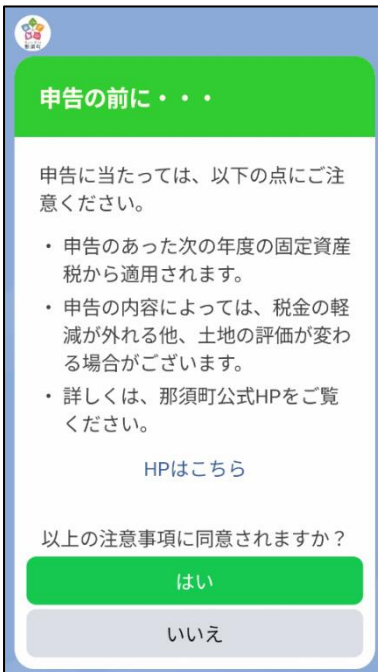 那須町
申告の前に・・・
申告に当たっては、以下の点にご注
意ください。
・ 申告のあった次の年度の固定資産
税から適用されます。
・ 申告の内容によっては、税金の軽
減が外れる他、土地の評価が変わ
る場合がございます。
・ 詳しくは、那須町公式HPをご覧
ください。
HPはこちら
以上の注意事項に同意されますか？
はい
いいえ